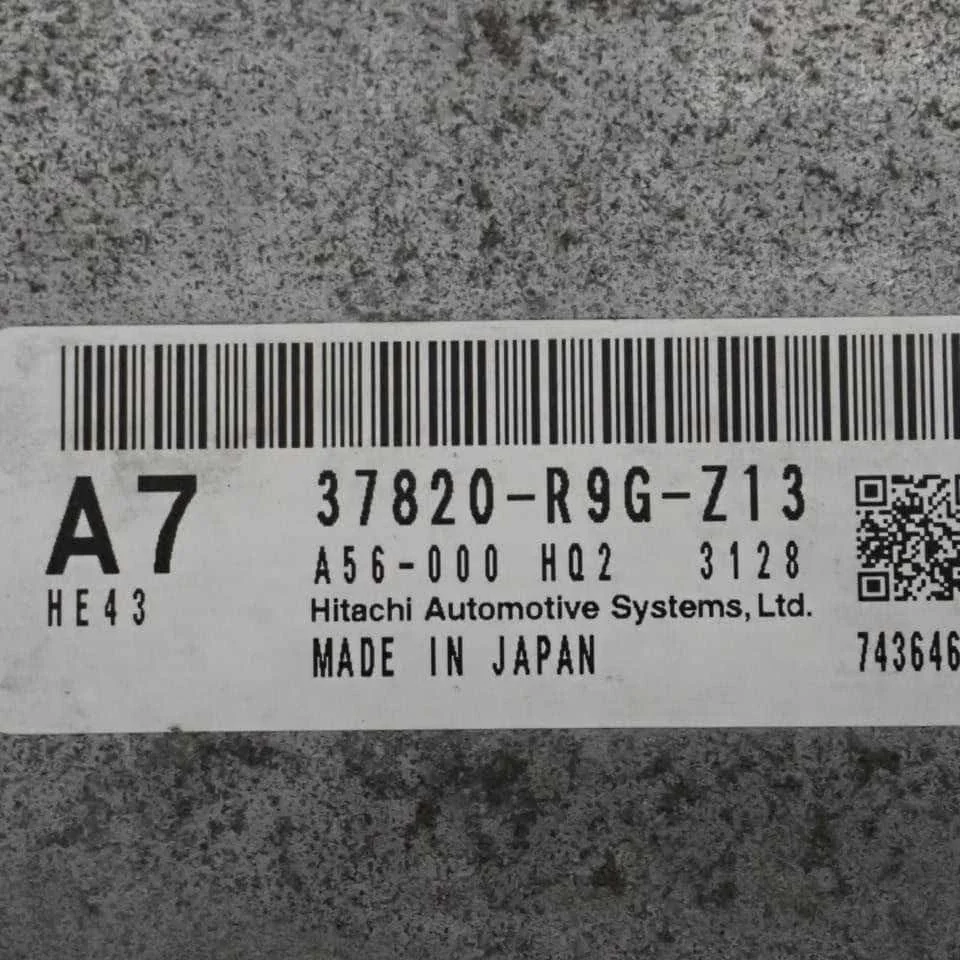 A7
37820-R9G-Z13
A56-000 HQ2 3128
HE43
Hitachi Automotive Systems, Ltd.
MADE IN JAPAN
743646